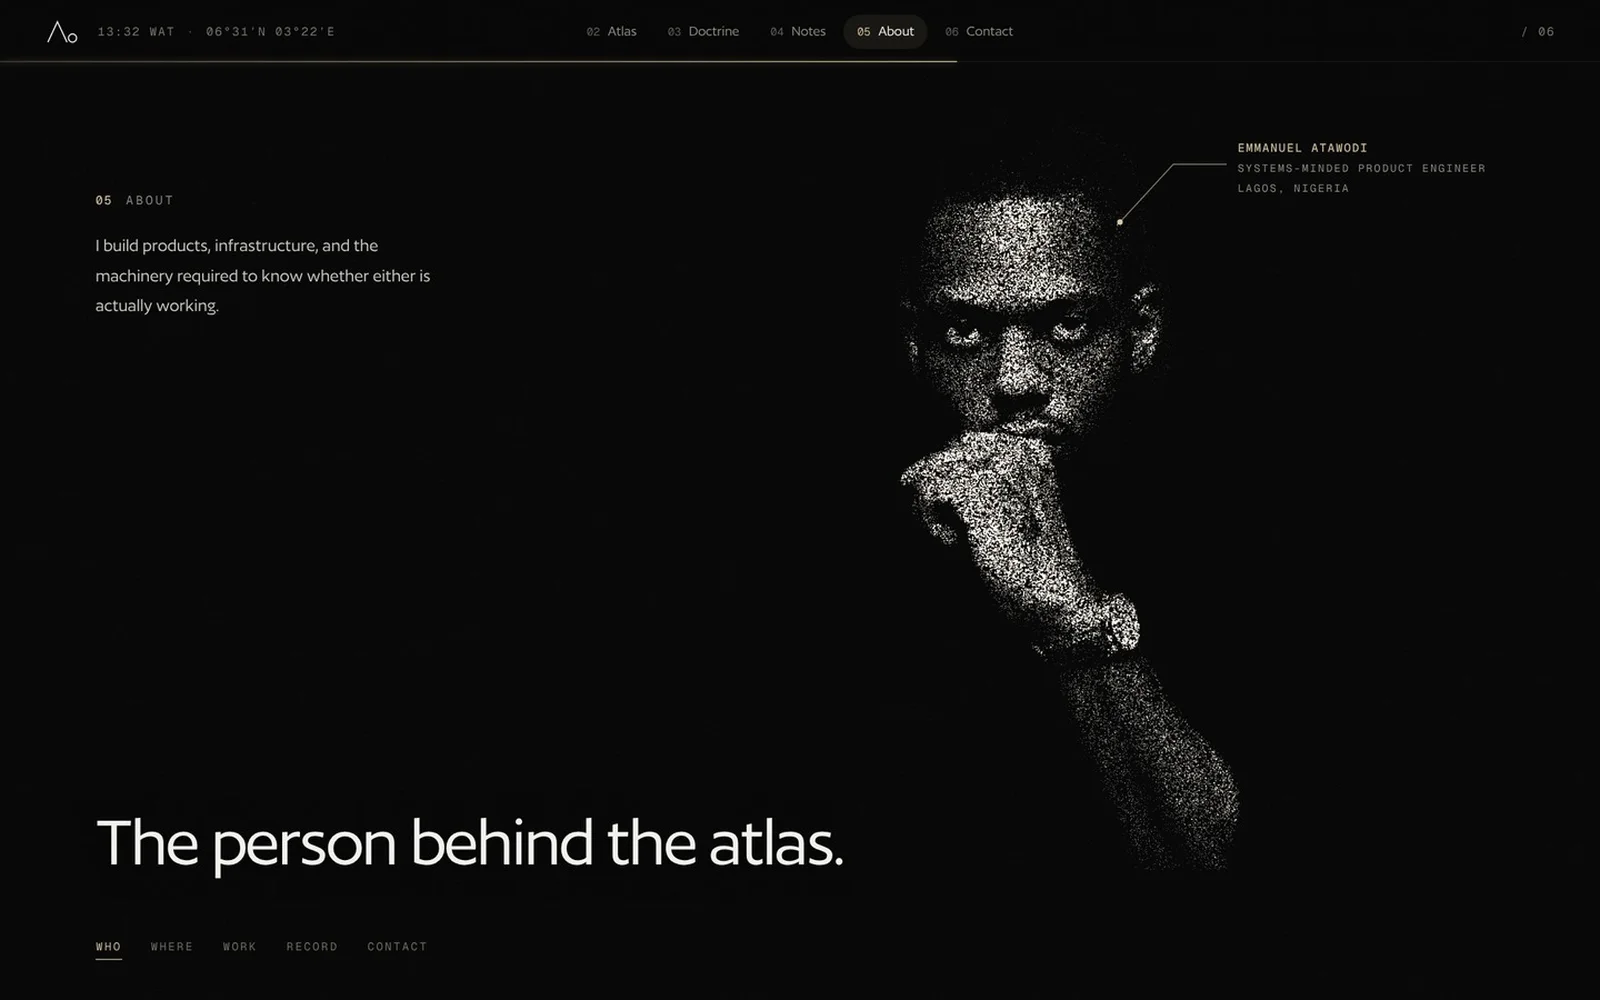 13:32 WAT · 06°31'N 03°22'E
02 Atlas
03 Doctrine
04 Notes
05 About
06 Contact
/ 06
EMMANUEL ATAWODI
SYSTEMS-MINDED PRODUCT ENGINEER
LAGOS, NIGERIA
05 ABOUT
I build products, infrastructure, and the
machinery required to know whether either is
actually working.
The person behind the atlas.
WHO
WHERE
WORK
RECORD
CONTACT